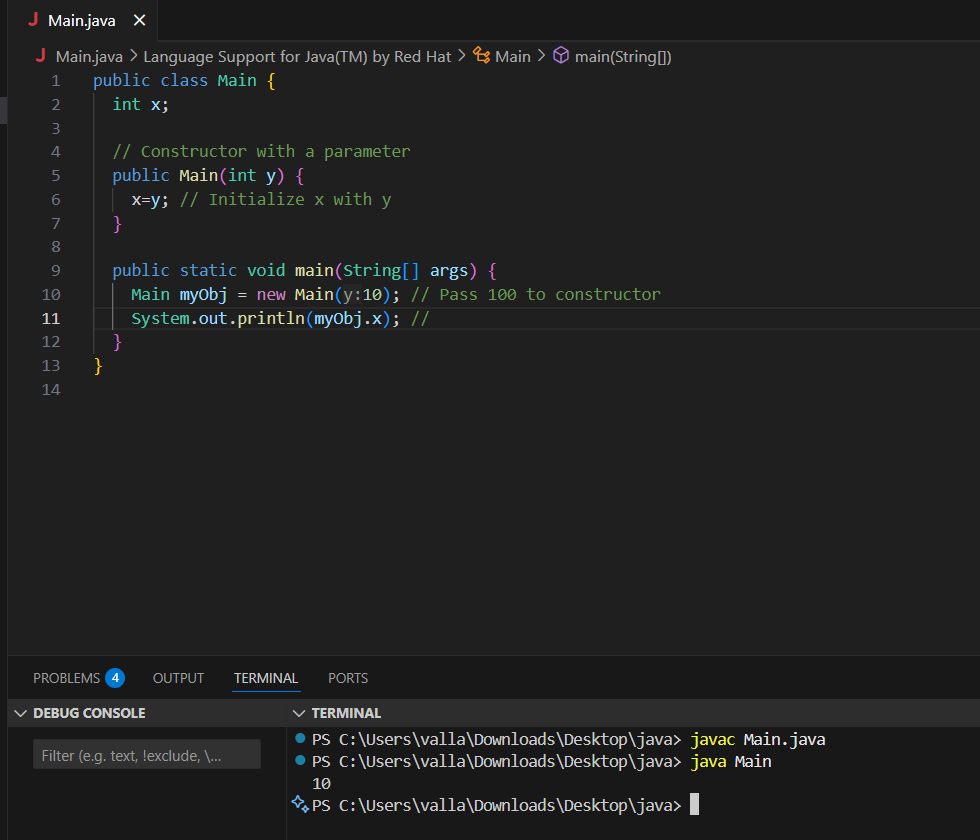 J Main.java ×
J Main.java > Language Support for Java(TM) by Red Hat > Main > main(String[])
1 public class Main {
2 int x;
3
4 // Constructor with a parameter
5 public Main(int y) {
6 x=y; // Initialize x with y
7 }
8
9 public static void main(String[] args) {
10 Main myObj = new Main(y:10); // Pass 100 to constructor
11 System.out.println(myObj.x); //
12 }
13 }
14
PROBLEMS 4 OUTPUT TERMINAL PORTS
DEBUG CONSOLE
Filter (e.g. text, !exclude, \...
TERMINAL
PS C:\Users\valla\Downloads\Desktop\java> javac Main.java
PS C:\Users\valla\Downloads\Desktop\java> java Main
10
PS C:\Users\valla\Downloads\Desktop\java>